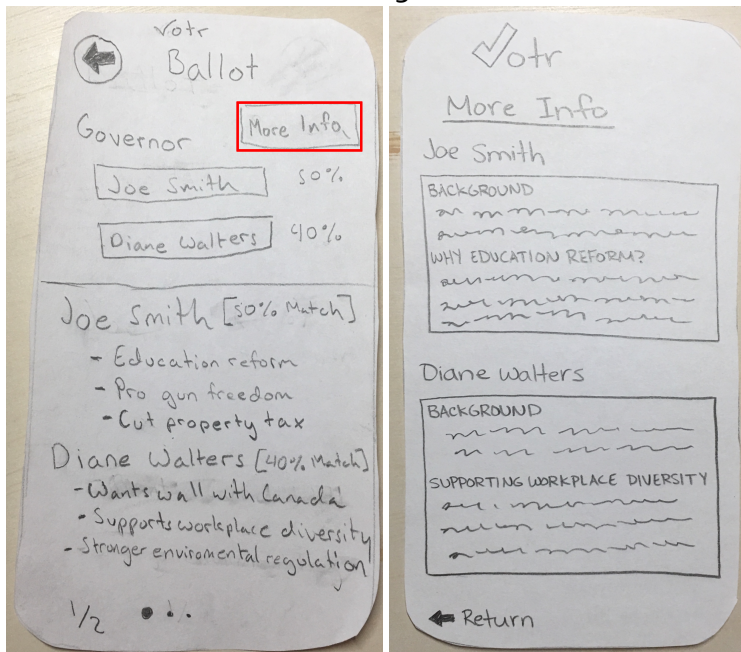 Votr
Ballot
Governor
More Info
Joe Smith 50%
Diane Walters 40%
Joe Smith [50% Match]
- Education reform
- Pro gun freedom
- Cut property tax
Diane Walters [40% Match]
- Wants wall with Canada
- Supports workplace diversity
- Stronger enviromental regulation
1/2
Votr
More Info
Joe Smith
BACKGROUND
WHY EDUCATION REFORM?
Diane Walters
BACKGROUND
SUPPORTING WORKPLACE DIVERSITY
Return